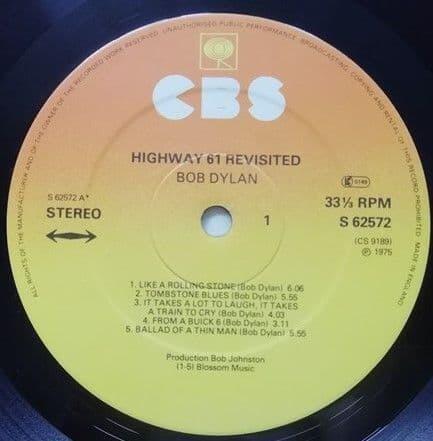 ALL RIGHTS OF THE MANUFACTURER AND OF THE OWNER OF THE RECORDED WORK RESERVED. UNAUTHORISED PUBLIC PERFORMANCE, BROADCASTING, COPYING AND RENTAL OF THIS RECORD PROHIBITED. MADE IN ENGLAND
CBS
HIGHWAY 61 REVISITED
BOB DYLAN
S 62572 A*
STEREO
1
0149
33⅓ RPM
S 62572
(CS 9189)
℗ 1975
1. LIKE A ROLLING STONE (Bob Dylan) 6.06
2. TOMBSTONE BLUES (Bob Dylan) 5.55
3. IT TAKES A LOT TO LAUGH, IT TAKES
A TRAIN TO CRY (Bob Dylan) 4.03
4. FROM A BUICK 6 (Bob Dylan) 3.11
5. BALLAD OF A THIN MAN (Bob Dylan) 5.55
Production Bob Johnston
(1-5) Blossom Music